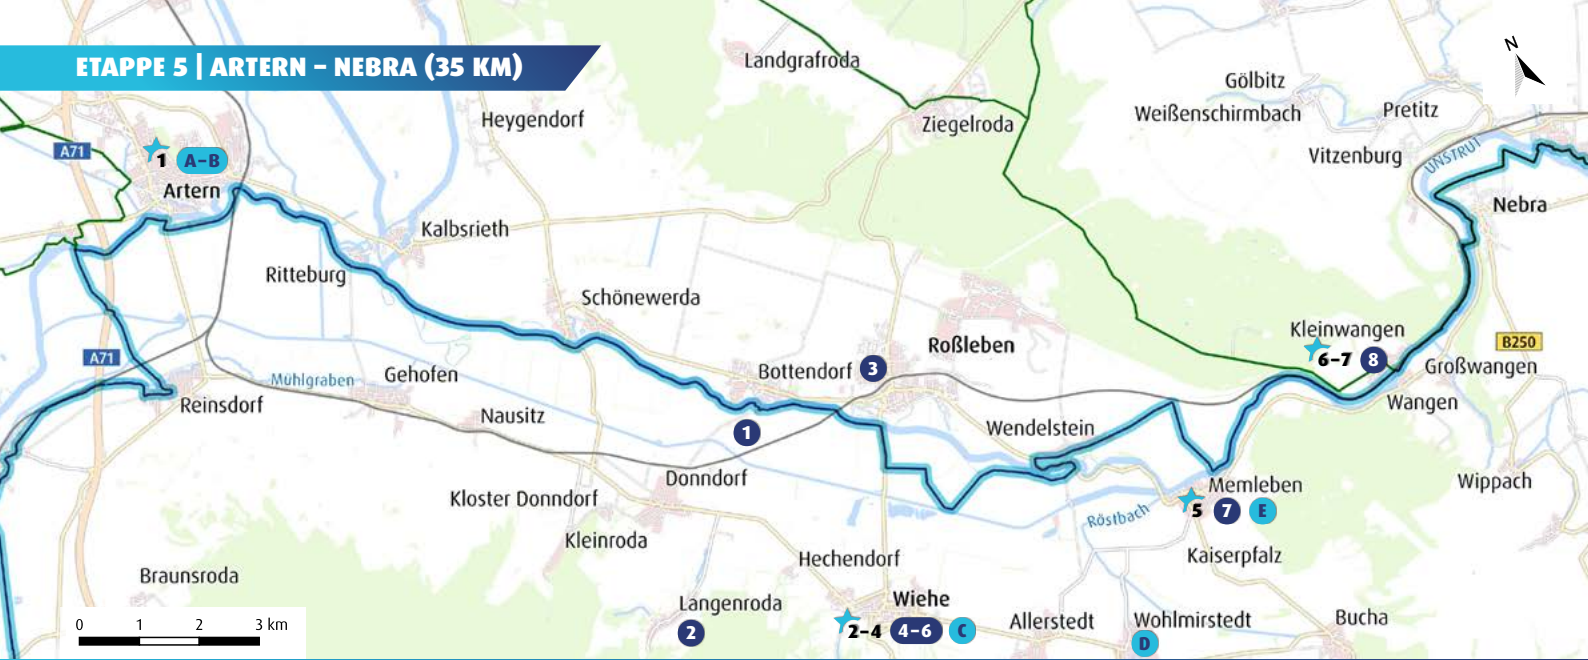 ETAPPE 5 | ARTERN – NEBRA (35 KM)
N
Landgrafroda
Gölbitz
Heygendorf
Ziegelroda
Weißenschirmbach
Pretitz
A71
1 A–B
Vitzenburg
UNSTRUT
Artern
Nebra
Kalbsrieth
Ritteburg
Schönewerda
Kleinwangen
6–7 8
B250
Roßleben
A71
Bottendorf 3
Großwangen
Mühlgraben
Gehofen
Reinsdorf
Wangen
Nausitz
1
Wendelstein
Donndorf
Wippach
Memleben
5 7 E
Kloster Donndorf
Röstbach
Kleinroda
Hechendorf
Kaiserpfalz
Braunsroda
Langenroda
2
Wiehe
2–4 4–6 C
Allerstedt
Wohlmirstedt
D
Bucha
0 1 2 3 km